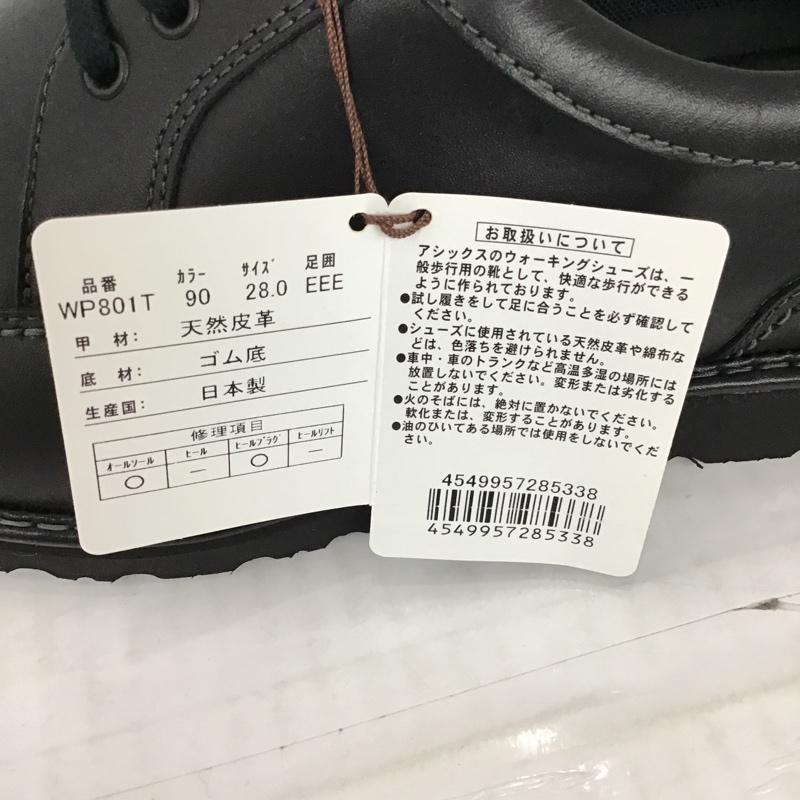 品番 カラー サイズ 足囲
WP801T 90 28.0 EEE
甲 材: 天然皮革
底 材: ゴム底
生産国: 日本製
修理項目
オールソール ヒール ヒールプラグ ヒールリフト
○ — ○ —
お取扱いについて
アシックスのウォーキングシューズは、一
般歩行用の靴として、快適な歩行ができる
ように作られております。
●試し履きをして足に合うことを必ず確認して
ください。
●シューズに使用されている天然皮革や綿布な
どは、色落ちを避けられません。
●車中・車のトランクなど高温多湿の場所には
放置しないでください。変形または劣化する
ことがあります。
●火のそばには、絶対に置かないでください。
軟化または、変形することがあります。
●油のひいてある場所では使用をしないでくだ
さい。
4549957285338
4549957285338